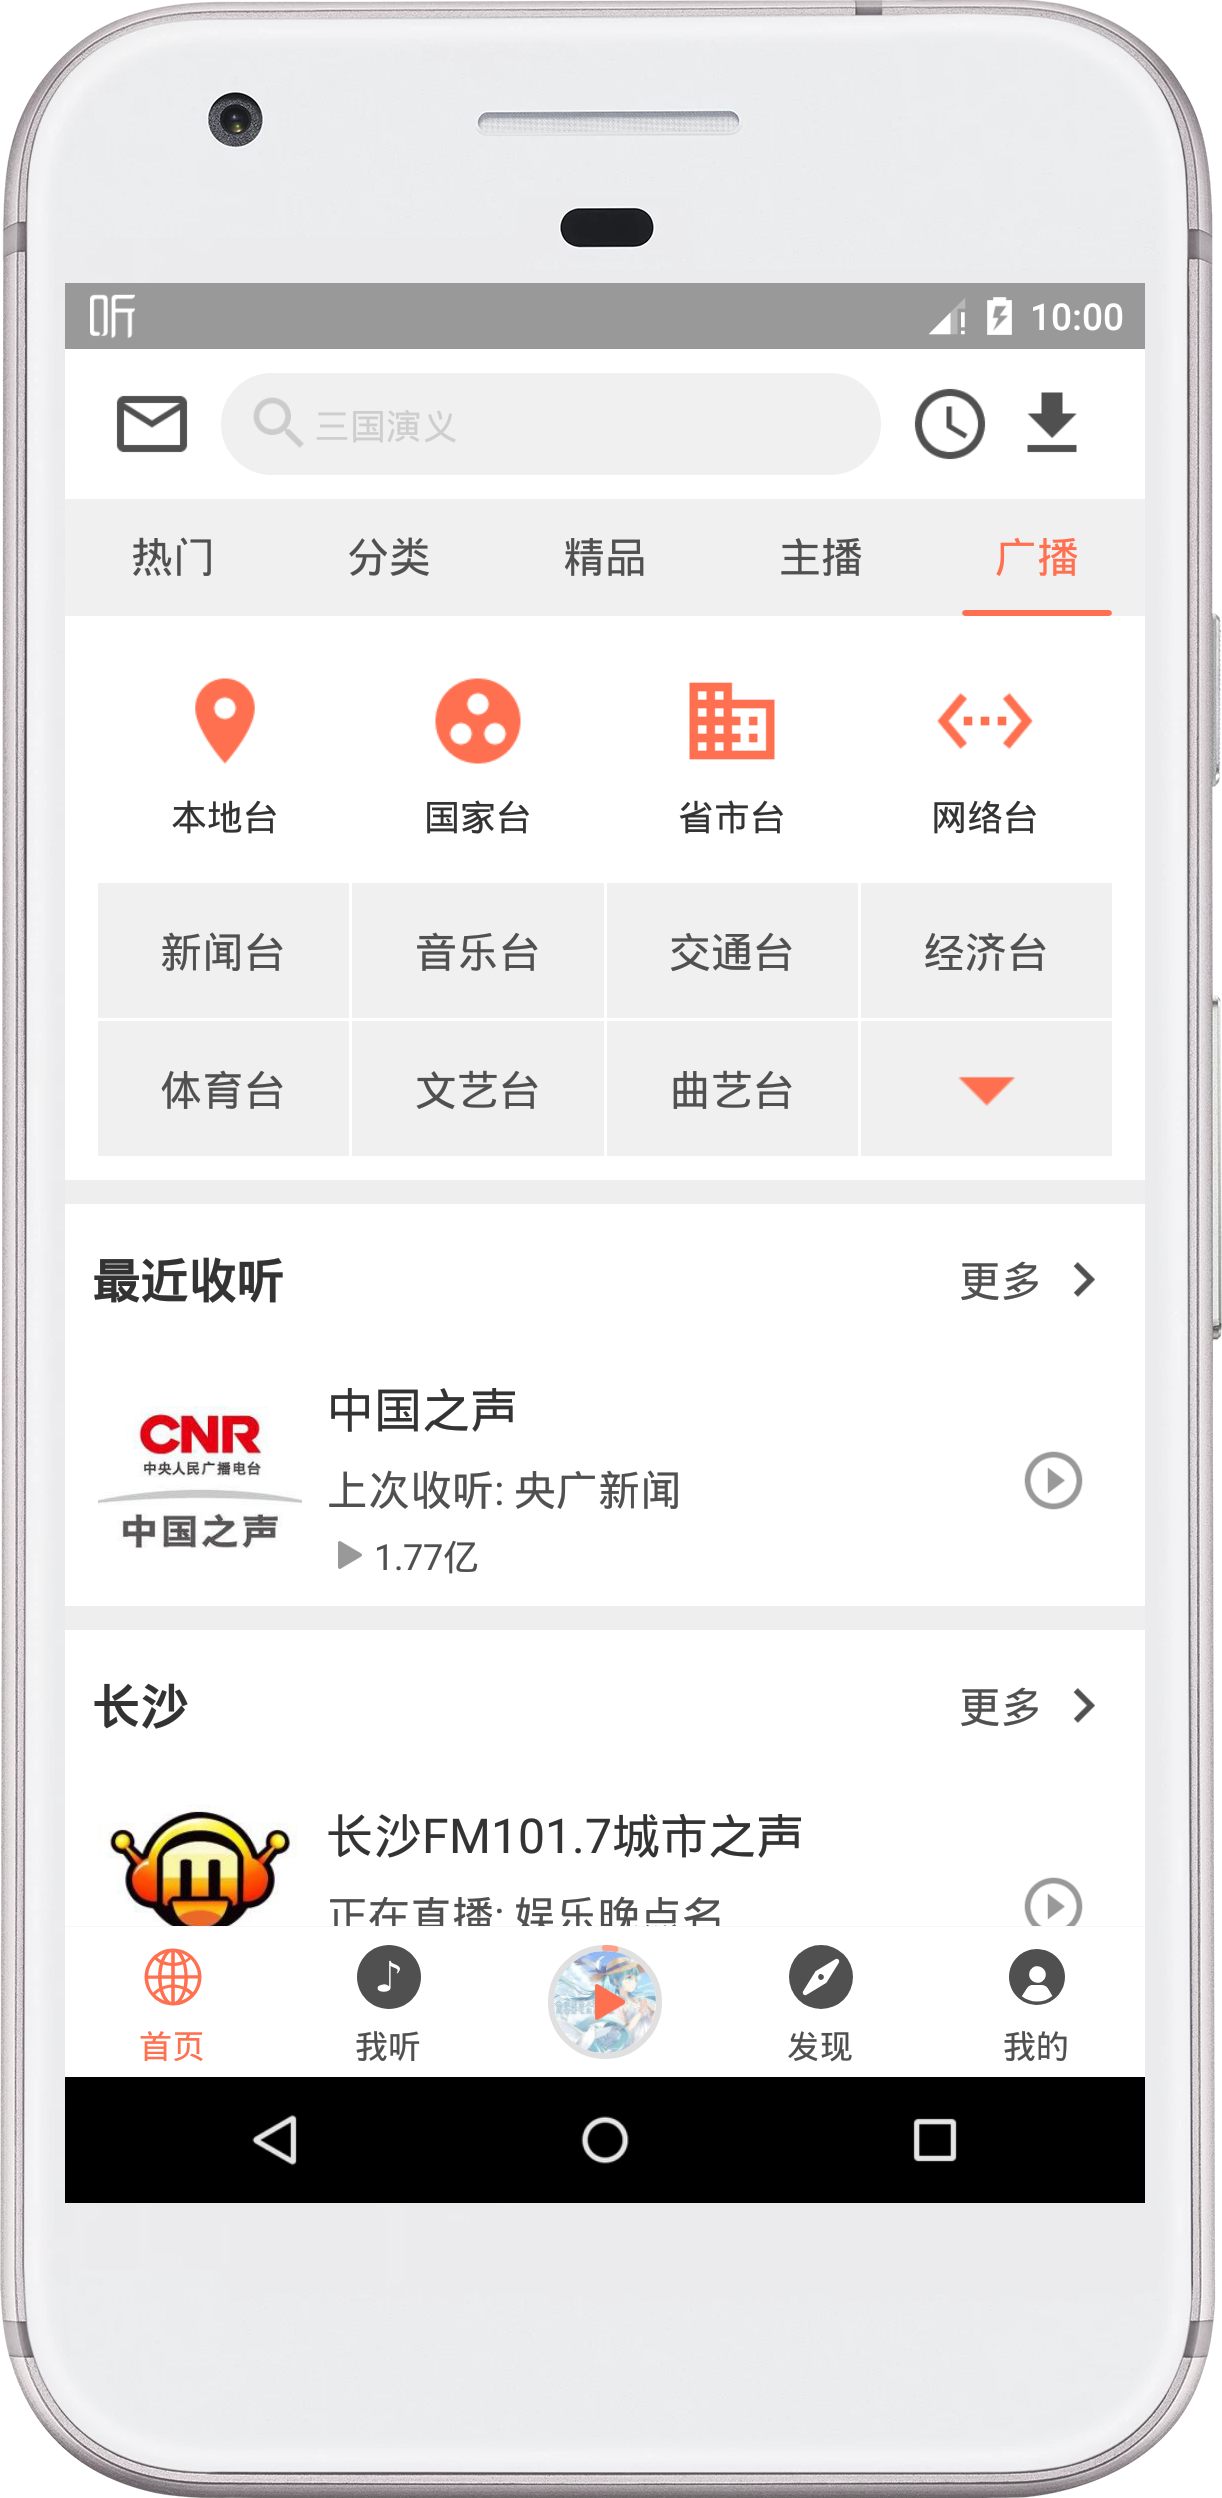 听
10:00
三国演义
热门 分类 精品 主播 广播
本地台 国家台 省市台 网络台
新闻台 音乐台 交通台 经济台
体育台 文艺台 曲艺台
最近收听 更多
CNR
中央人民广播电台
中国之声
中国之声
上次收听: 央广新闻
1.77亿
长沙 更多
长沙FM101.7城市之声
正在直播: 娱乐晚点名
首页 我听 发现 我的